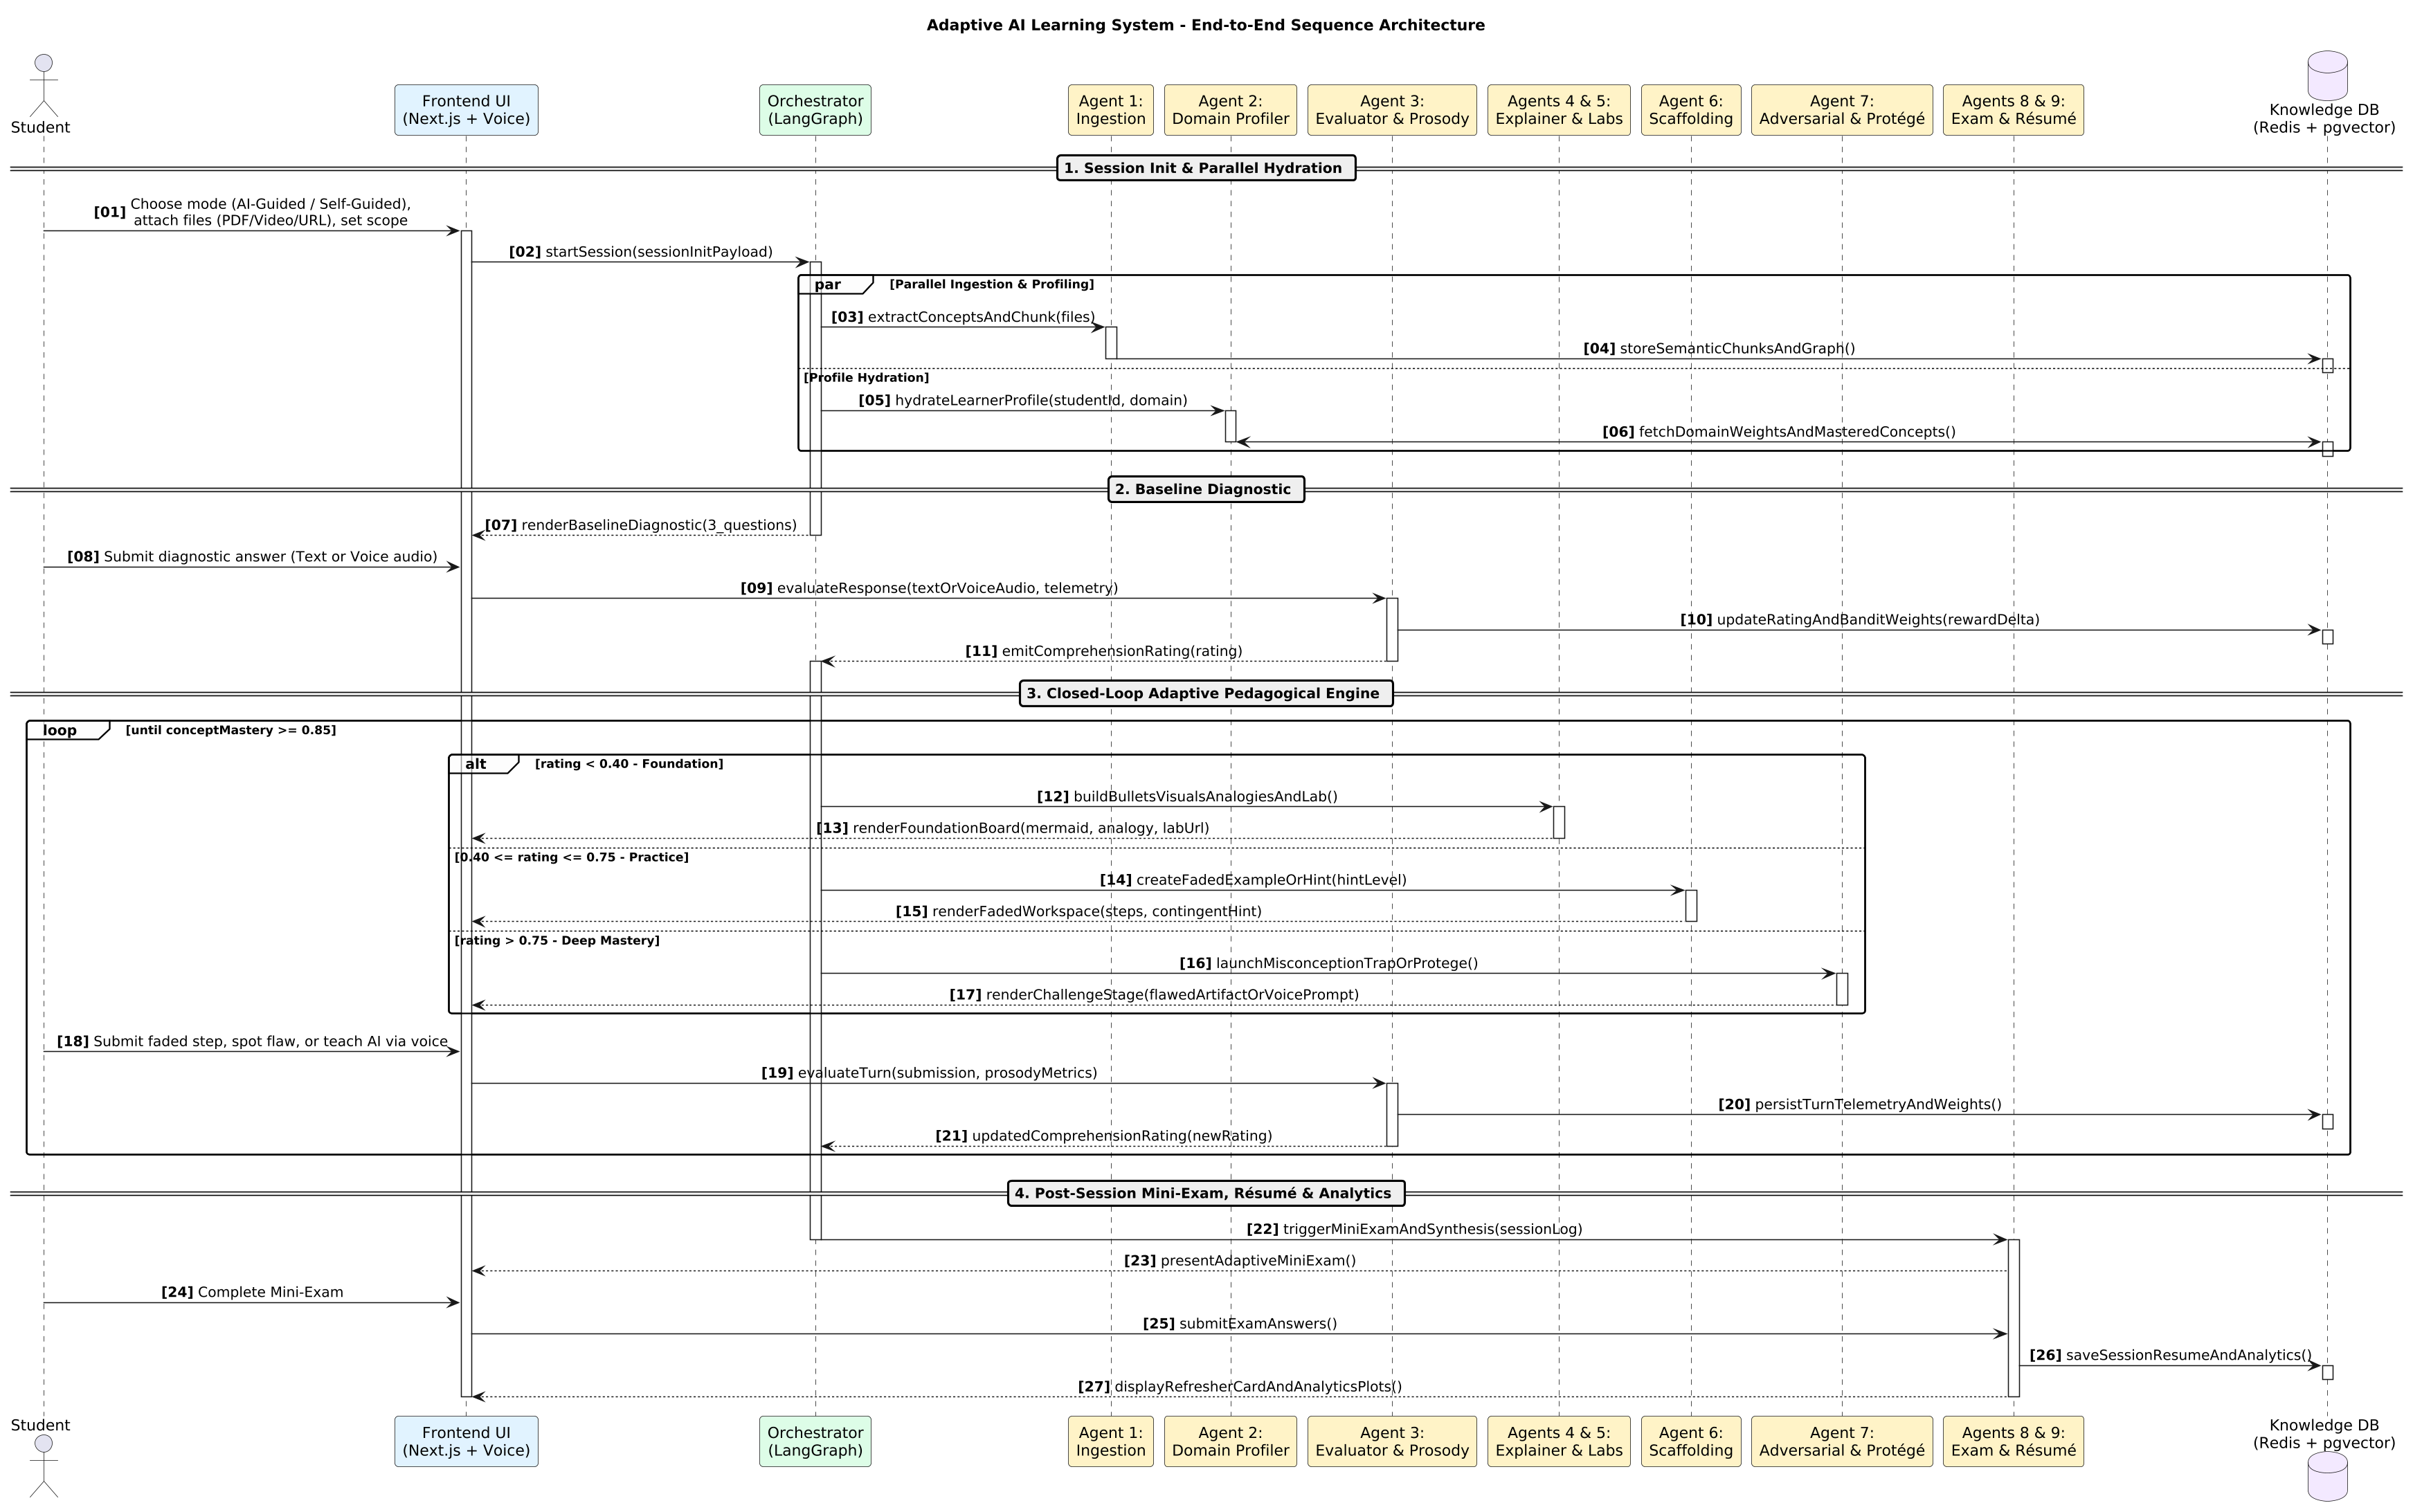 Adaptive AI Learning System - End-to-End Sequence Architecture
Student
Frontend UI
(Next.js + Voice)
Orchestrator
(LangGraph)
Agent 1:
Ingestion
Agent 2:
Domain Profiler
Agent 3:
Evaluator & Prosody
Agents 4 & 5:
Explainer & Labs
Agent 6:
Scaffolding
Agent 7:
Adversarial & Protégé
Agents 8 & 9:
Exam & Résumé
Knowledge DB
(Redis + pgvector)
1. Session Init & Parallel Hydration
[01] Choose mode (AI-Guided / Self-Guided),
attach files (PDF/Video/URL), set scope
[02] startSession(sessionInitPayload)
par [Parallel Ingestion & Profiling]
[03] extractConceptsAndChunk(files)
[04] storeSemanticChunksAndGraph()
[Profile Hydration]
[05] hydrateLearnerProfile(studentId, domain)
[06] fetchDomainWeightsAndMasteredConcepts()
2. Baseline Diagnostic
[07] renderBaselineDiagnostic(3_questions)
[08] Submit diagnostic answer (Text or Voice audio)
[09] evaluateResponse(textOrVoiceAudio, telemetry)
[10] updateRatingAndBanditWeights(rewardDelta)
[11] emitComprehensionRating(rating)
3. Closed-Loop Adaptive Pedagogical Engine
loop [until conceptMastery >= 0.85]
alt [rating < 0.40 - Foundation]
[12] buildBulletsVisualsAnalogiesAndLab()
[13] renderFoundationBoard(mermaid, analogy, labUrl)
[0.40 <= rating <= 0.75 - Practice]
[14] createFadedExampleOrHint(hintLevel)
[15] renderFadedWorkspace(steps, contingentHint)
[rating > 0.75 - Deep Mastery]
[16] launchMisconceptionTrapOrProtege()
[17] renderChallengeStage(flawedArtifactOrVoicePrompt)
[18] Submit faded step, spot flaw, or teach AI via voice
[19] evaluateTurn(submission, prosodyMetrics)
[20] persistTurnTelemetryAndWeights()
[21] updatedComprehensionRating(newRating)
4. Post-Session Mini-Exam, Résumé & Analytics
[22] triggerMiniExamAndSynthesis(sessionLog)
[23] presentAdaptiveMiniExam()
[24] Complete Mini-Exam
[25] submitExamAnswers()
[26] saveSessionResumeAndAnalytics()
[27] displayRefresherCardAndAnalyticsPlots()
Student
Frontend UI
(Next.js + Voice)
Orchestrator
(LangGraph)
Agent 1:
Ingestion
Agent 2:
Domain Profiler
Agent 3:
Evaluator & Prosody
Agents 4 & 5:
Explainer & Labs
Agent 6:
Scaffolding
Agent 7:
Adversarial & Protégé
Agents 8 & 9:
Exam & Résumé
Knowledge DB
(Redis + pgvector)